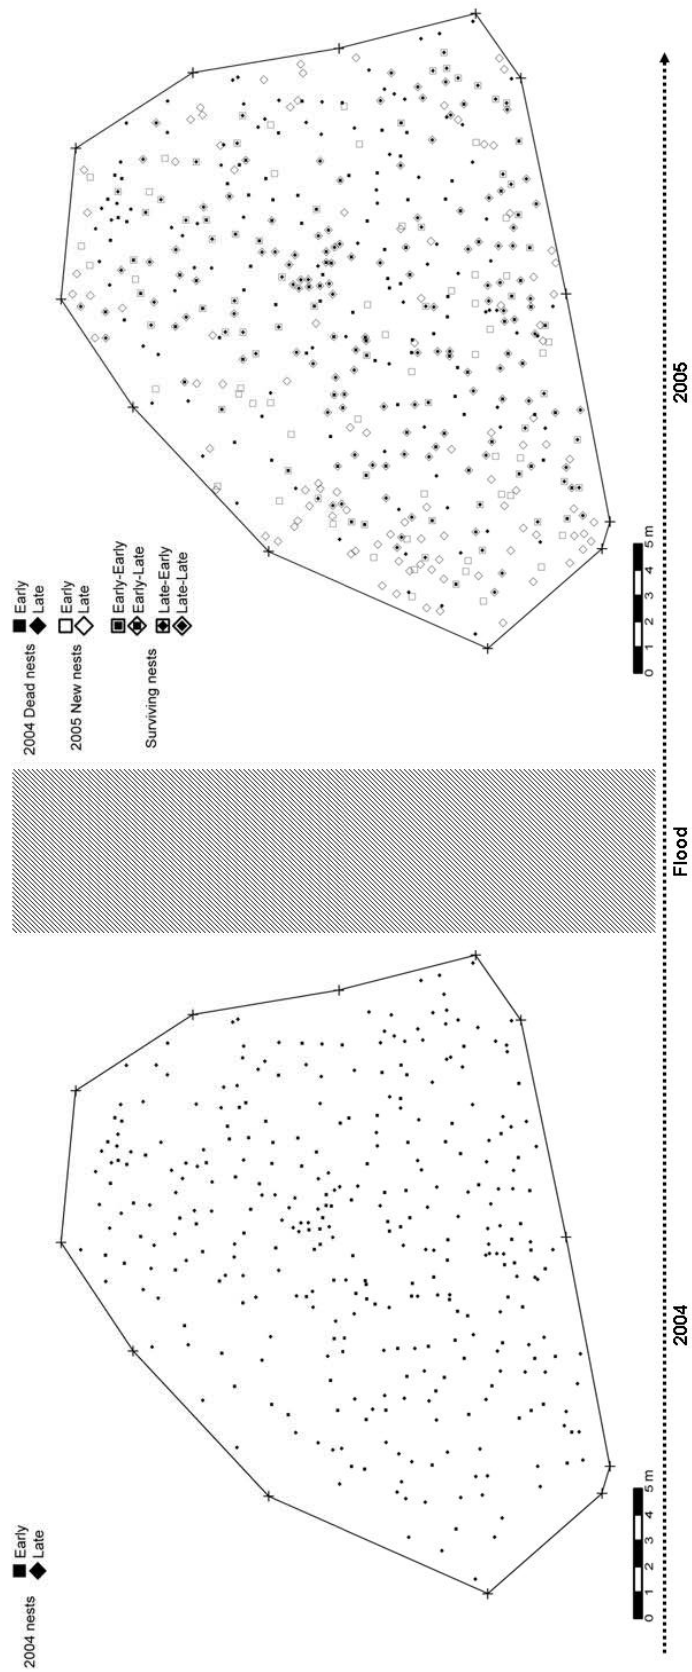 2004 nests
Early
Late
0 1 2 3 4 5 m
2004
Flood
2004 Dead nests
Early
Late
2005 New nests
Early
Late
Surviving nests
Early-Early
Early-Late
Late-Early
Late-Late
0 1 2 3 4 5 m
2005